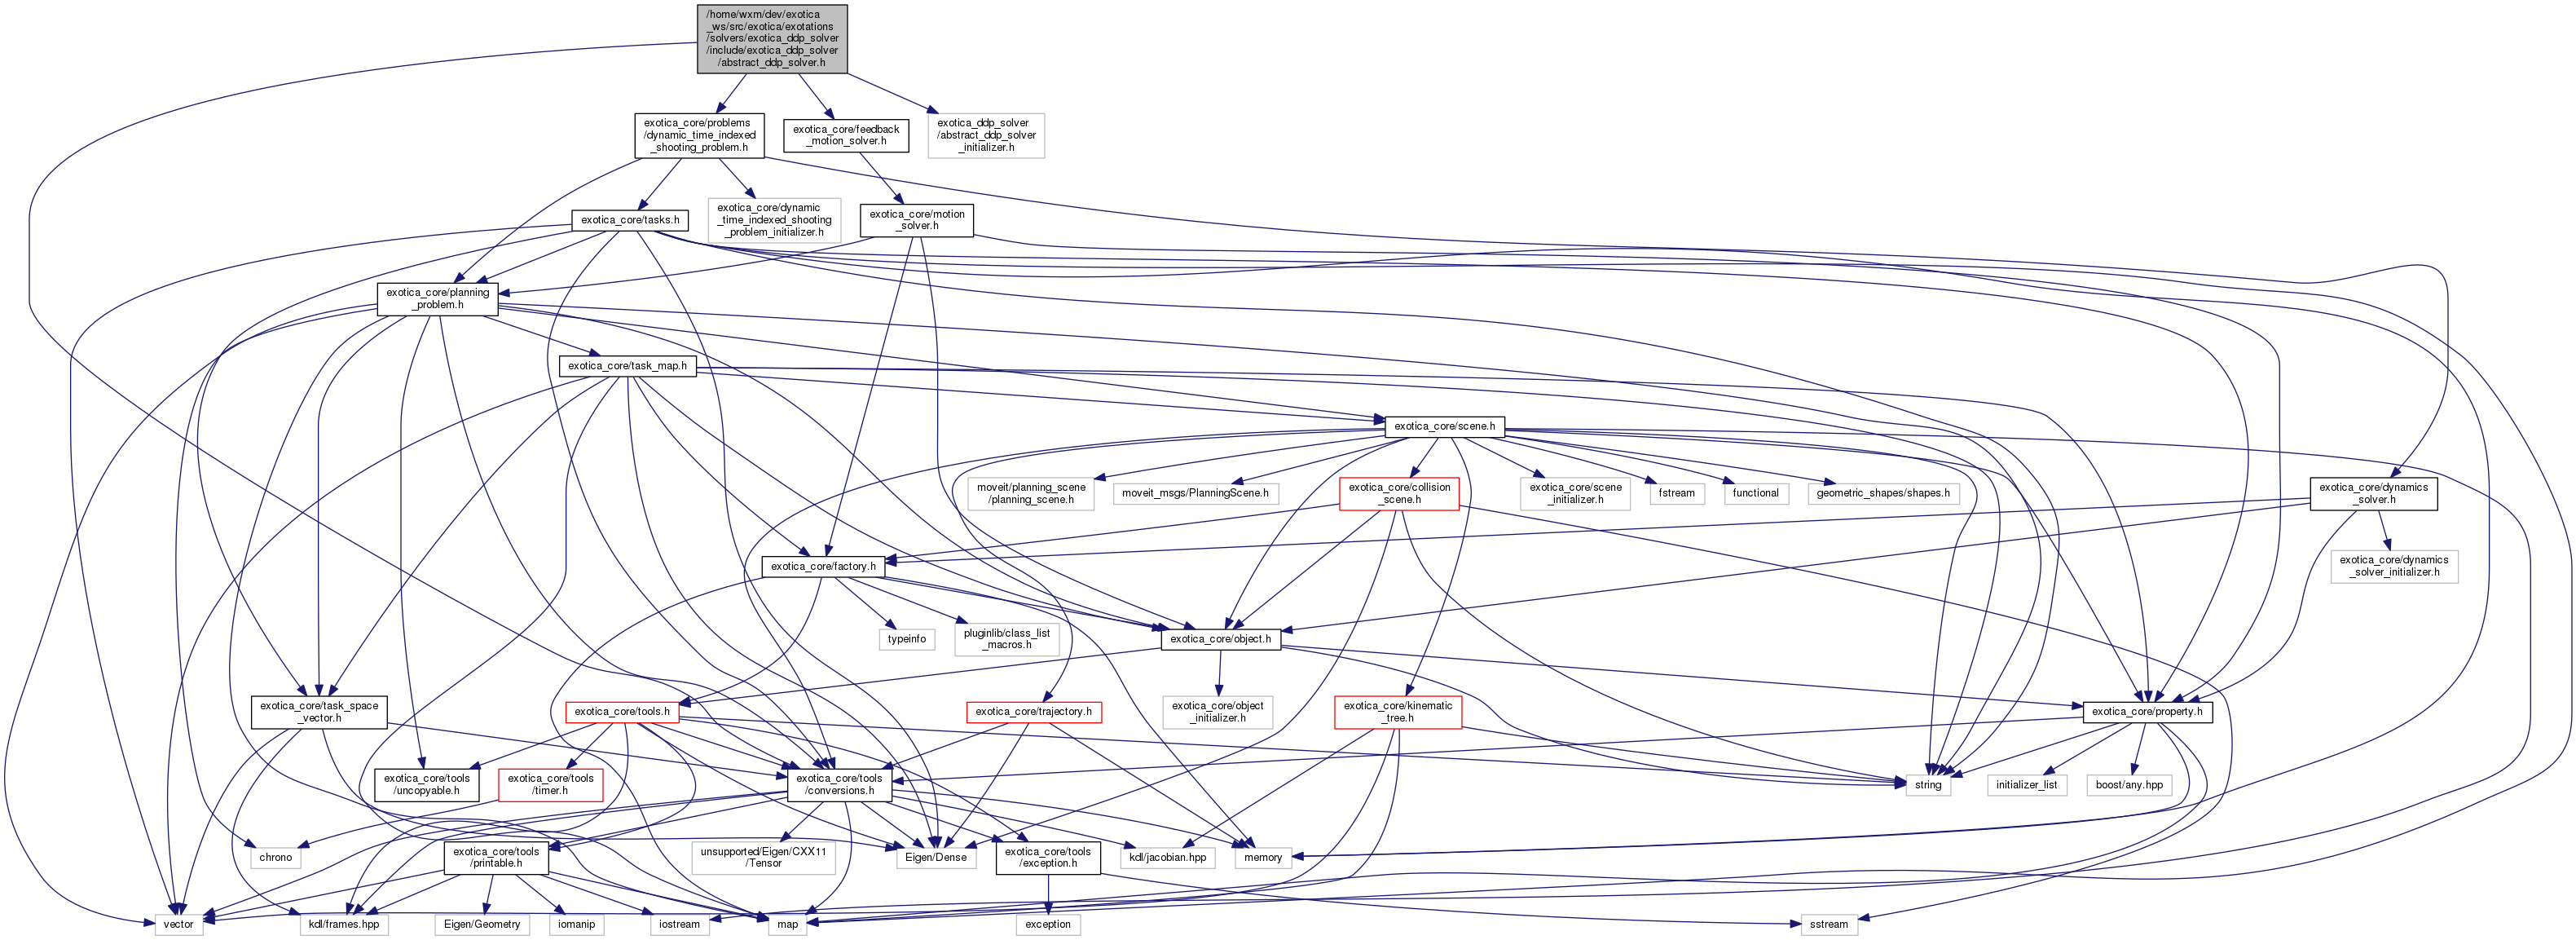 /home/wxm/dev/exotica
_ws/src/exotica/exotations
/solvers/exotica_ddp_solver
/include/exotica_ddp_solver
/abstract_ddp_solver.h
exotica_core/problems
/dynamic_time_indexed
_shooting_problem.h
exotica_core/feedback
_motion_solver.h
exotica_ddp_solver
/abstract_ddp_solver
_initializer.h
exotica_core/tasks.h
exotica_core/dynamic
_time_indexed_shooting
_problem_initializer.h
exotica_core/motion
_solver.h
exotica_core/planning
_problem.h
exotica_core/task_map.h
exotica_core/scene.h
moveit/planning_scene
/planning_scene.h
moveit_msgs/PlanningScene.h
exotica_core/collision
_scene.h
exotica_core/scene
_initializer.h
fstream
functional
geometric_shapes/shapes.h
exotica_core/dynamics
_solver.h
exotica_core/factory.h
exotica_core/dynamics
_solver_initializer.h
typeinfo
pluginlib/class_list
_macros.h
exotica_core/object.h
exotica_core/task_space
_vector.h
exotica_core/tools.h
exotica_core/trajectory.h
exotica_core/object
_initializer.h
exotica_core/kinematic
_tree.h
exotica_core/property.h
exotica_core/tools
/uncopyable.h
exotica_core/tools
/timer.h
exotica_core/tools
/conversions.h
string
initializer_list
boost/any.hpp
chrono
exotica_core/tools
/printable.h
unsupported/Eigen/CXX11
/Tensor
Eigen/Dense
exotica_core/tools
/exception.h
kdl/jacobian.hpp
memory
vector
kdl/frames.hpp
Eigen/Geometry
iomanip
iostream
map
exception
sstream